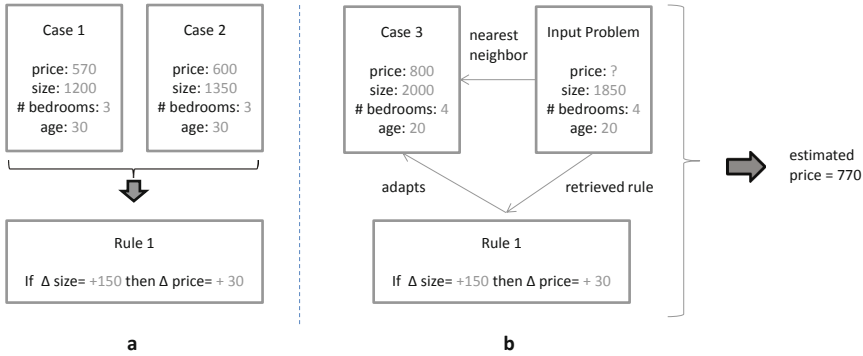 Case 1
price: 570
size: 1200
# bedrooms: 3
age: 30
Case 2
price: 600
size: 1350
# bedrooms: 3
age: 30
Rule 1
If Δ size= +150 then Δ price= + 30
a
Case 3
price: 800
size: 2000
# bedrooms: 4
age: 20
nearest
neighbor
Input Problem
price: ?
size: 1850
# bedrooms: 4
age: 20
adapts
retrieved rule
Rule 1
If Δ size= +150 then Δ price= + 30
b
estimated
price = 770